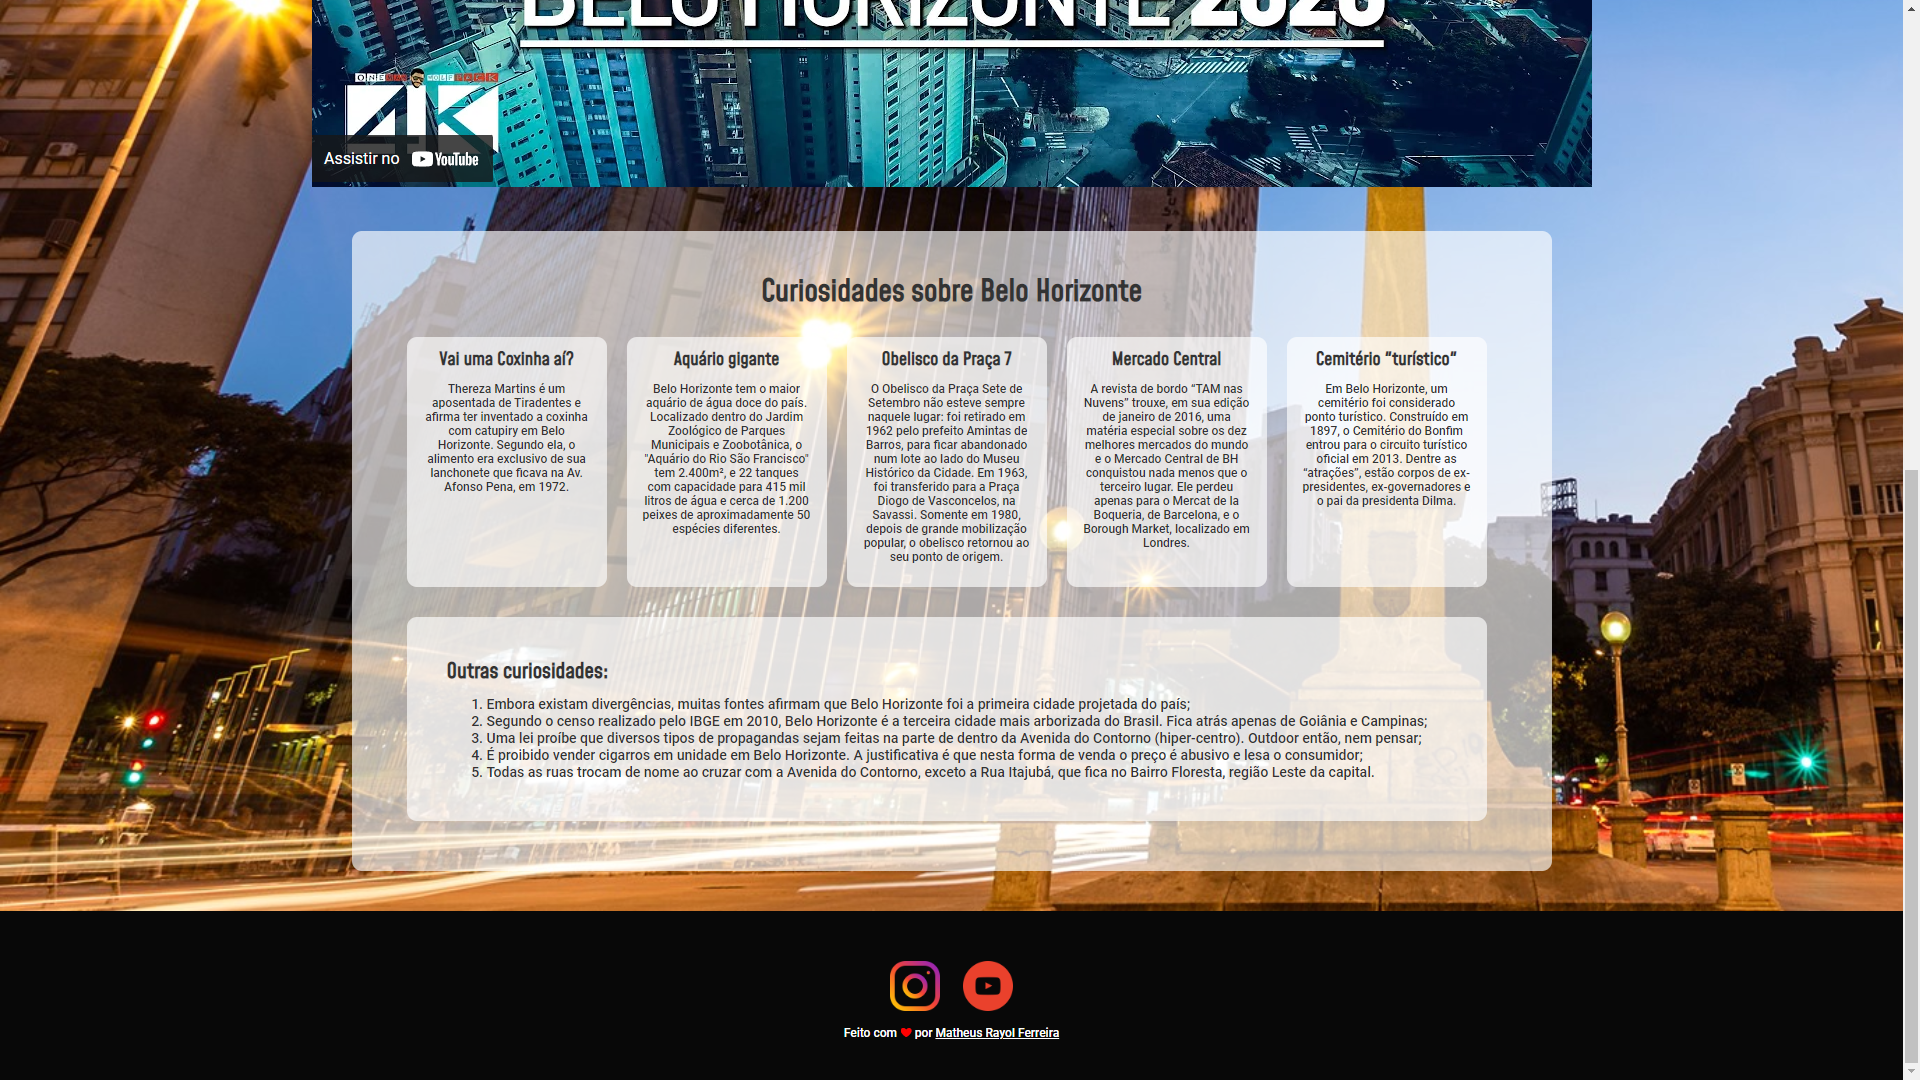 BELO HORIZONTE 2020
ONE MAN WOLF PACK
4K
Assistir no YouTube
Curiosidades sobre Belo Horizonte
Vai uma Coxinha aí?
Thereza Martins é um
aposentada de Tiradentes e
afirma ter inventado a coxinha
com catupiry em Belo
Horizonte. Segundo ela, o
alimento era exclusivo de sua
lanchonete que ficava na Av.
Afonso Pena, em 1972.
Aquário gigante
Belo Horizonte tem o maior
aquário de água doce do país.
Localizado dentro do Jardim
Zoológico de Parques
Municipais e Zoobotânica, o
"Aquário do Rio São Francisco"
tem 2.400m², e 22 tanques
com capacidade para 415 mil
litros de água e cerca de 1.200
peixes de aproximadamente 50
espécies diferentes.
Obelisco da Praça 7
O Obelisco da Praça Sete de
Setembro não esteve sempre
naquele lugar: foi retirado em
1962 pelo prefeito Amintas de
Barros, para ficar abandonado
num lote ao lado do Museu
Histórico da Cidade. Em 1963,
foi transferido para a Praça
Diogo de Vasconcelos, na
Savassi. Somente em 1980,
depois de grande mobilização
popular, o obelisco retornou ao
seu ponto de origem.
Mercado Central
A revista de bordo “TAM nas
Nuvens” trouxe, em sua edição
de janeiro de 2016, uma
matéria especial sobre os dez
melhores mercados do mundo
e o Mercado Central de BH
conquistou nada menos que o
terceiro lugar. Ele perdeu
apenas para o Mercat de la
Boqueria, de Barcelona, e o
Borough Market, localizado em
Londres.
Cemitério “turístico”
Em Belo Horizonte, um
cemitério foi considerado
ponto turístico. Construído em
1897, o Cemitério do Bonfim
entrou para o circuito turístico
oficial em 2013. Dentre as
“atrações”, estão corpos de ex-
presidentes, ex-governadores e
o pai da presidenta Dilma.
Outras curiosidades:
1. Embora existam divergências, muitas fontes afirmam que Belo Horizonte foi a primeira cidade projetada do país;
2. Segundo o censo realizado pelo IBGE em 2010, Belo Horizonte é a terceira cidade mais arborizada do Brasil. Fica atrás apenas de Goiânia e Campinas;
3. Uma lei proíbe que diversos tipos de propagandas sejam feitas na parte de dentro da Avenida do Contorno (hiper-centro). Outdoor então, nem pensar;
4. É proibido vender cigarros em unidade em Belo Horizonte. A justificativa é que nesta forma de venda o preço é abusivo e lesa o consumidor;
5. Todas as ruas trocam de nome ao cruzar com a Avenida do Contorno, exceto a Rua Itajubá, que fica no Bairro Floresta, região Leste da capital.
Feito com ❤ por Matheus Rayol Ferreira